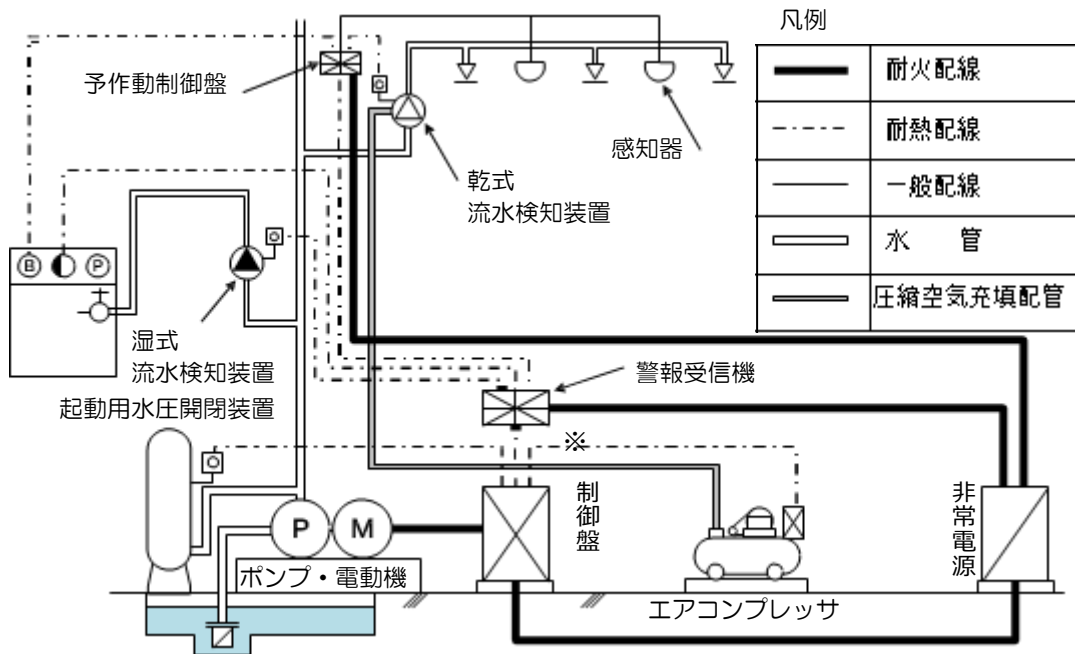 凡例
耐火配線
耐熱配線
一般配線
水　　管
圧縮空気充填配管
予作動制御盤
感知器
乾式
流水検知装置
B
P
湿式
流水検知装置
起動用水圧開閉装置
警報受信機
※
制御盤
非常電源
P
M
ポンプ・電動機
エアコンプレッサ